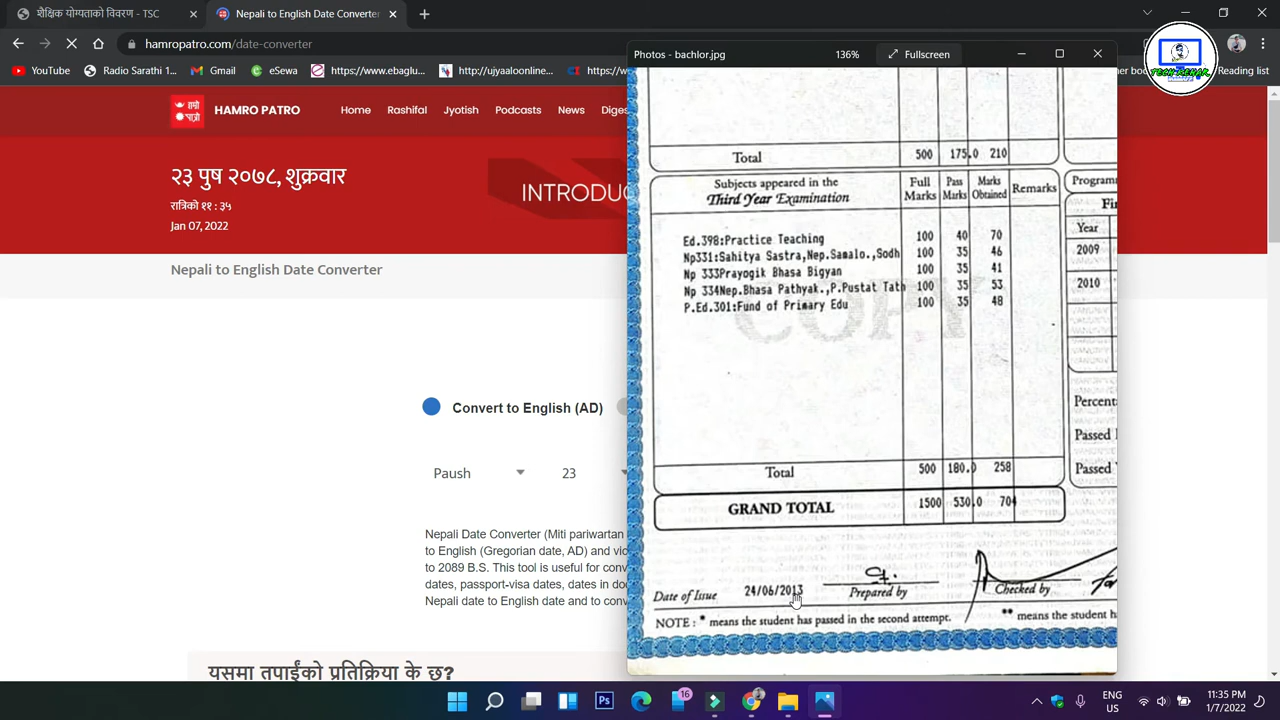 शैक्षिक योग्यताको विवरण - TSC
Nepali to English Date Converter
hamropatro.com/date-converter
YouTube
Radio Sarathi 1...
Gmail
eSewa
https://www.ebaglu...
https://w
Reading list
TECH REHAR
HAMRO PATRO
Home
Rashifal
Jyotish
Podcasts
News
२३ पुष २०७८, शुक्रवार
रात्रिको ११ : ३५
Jan 07, 2022
INTRODUC
Nepali to English Date Converter
Convert to English (AD)
Paush
23
Nepali Date Converter (Miti pariwartan
to English (Gregorian date, AD) and vic
to 2089 B.S. This tool is useful for conv
dates, passport-visa dates, dates in do
Nepali date to English date and to conv
यसमा तपाईंको प्रतिक्रिया के छ?
Photos - bachlor.jpg
136%
Fullscreen
Total 500 175.0 210
Subjects appeared in the
Third Year Examination
Full Marks
Pass Marks
Marks Obtained
Remarks
Ed.398:Practice Teaching 100 40 70
Np331:Sahitya Sastra,Nep.Samalo.,Sodh 100 35 46
Np 333Prayogik Bhasa Bigyan 100 35 41
Np 334Nep.Bhasa Pathyak.,P.Pustat Tath 100 35 53
P.Ed.301:Fund of Primary Edu 100 35 48
COPY
Total 500 180.0 258
GRAND TOTAL 1500 530.0 704
Programm
Year
2009
2010
Percent
Passed
Passed
Date of Issue 24/06/2013
Prepared by
Checked by
NOTE : * means the student has passed in the second attempt.
** means the student h
16
ENG
US
11:35 PM
1/7/2022